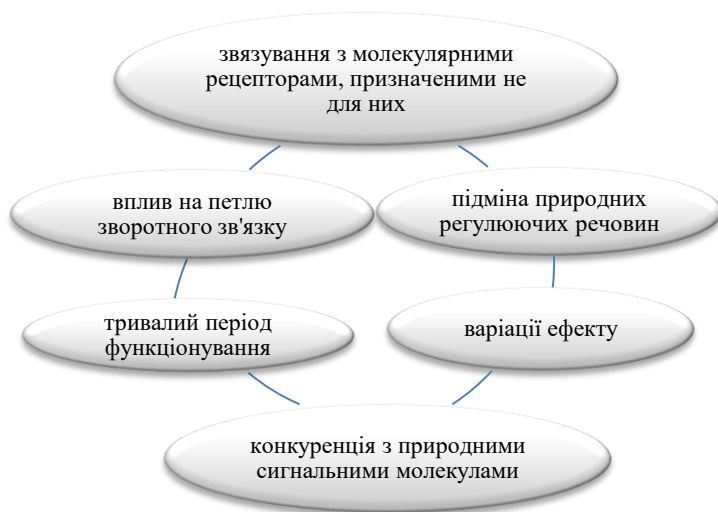 звязування з молекулярними
рецепторами, призначеними не
для них
вплив на петлю
зворотного зв'язку
підміна природних
регулюючих речовин
тривалий період
функціонування
варіації ефекту
конкуренція з природними
сигнальними молекулами